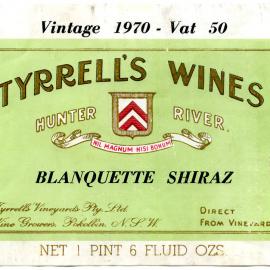 Vintage 1970 - Vat 50
TYRRELL'S WINES
HUNTER RIVER.
NIL MAGNUM NISI BONUM
BLANQUETTE SHIRAZ
Tyrrell's Vineyards Pty. Ltd.
Wine Growers, Pokolbin, N.S.W.
DIRECT
FROM VINEYARD
NET 1 PINT 6 FLUID OZS.